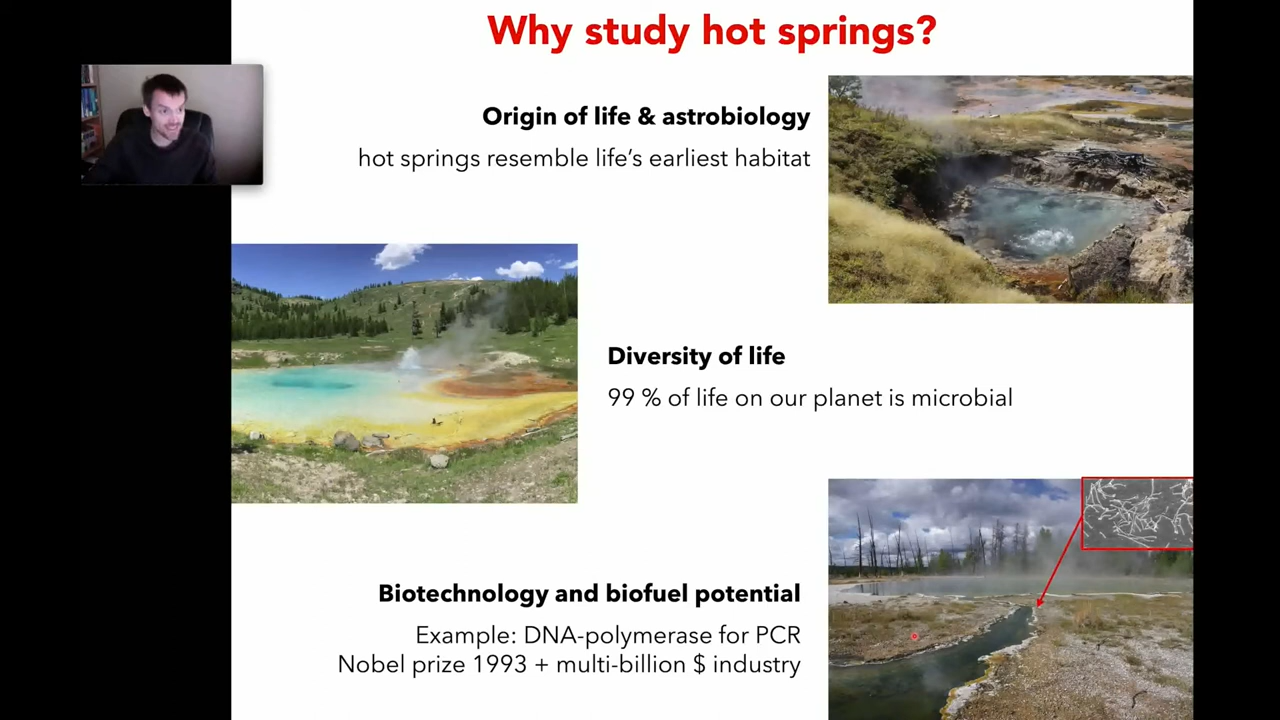 Why study hot springs?
Origin of life & astrobiology
hot springs resemble life's earliest habitat
Diversity of life
99 % of life on our planet is microbial
Biotechnology and biofuel potential
Example: DNA-polymerase for PCR
Nobel prize 1993 + multi-billion $ industry